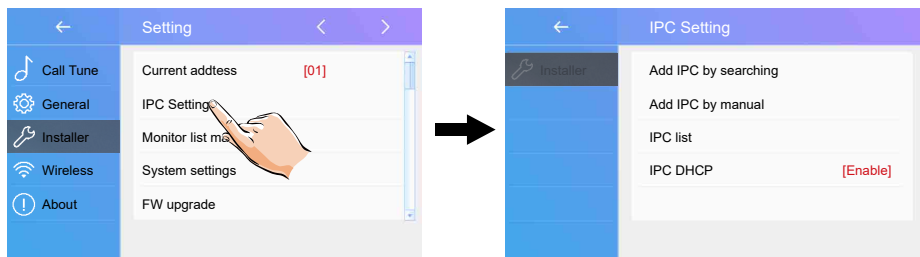 Setting
Call Tune
General
Installer
Wireless
About
Current addtess [01]
IPC Setting
Monitor list
System settings
FW upgrade
IPC Setting
Installer
Add IPC by searching
Add IPC by manual
IPC list
IPC DHCP [Enable]